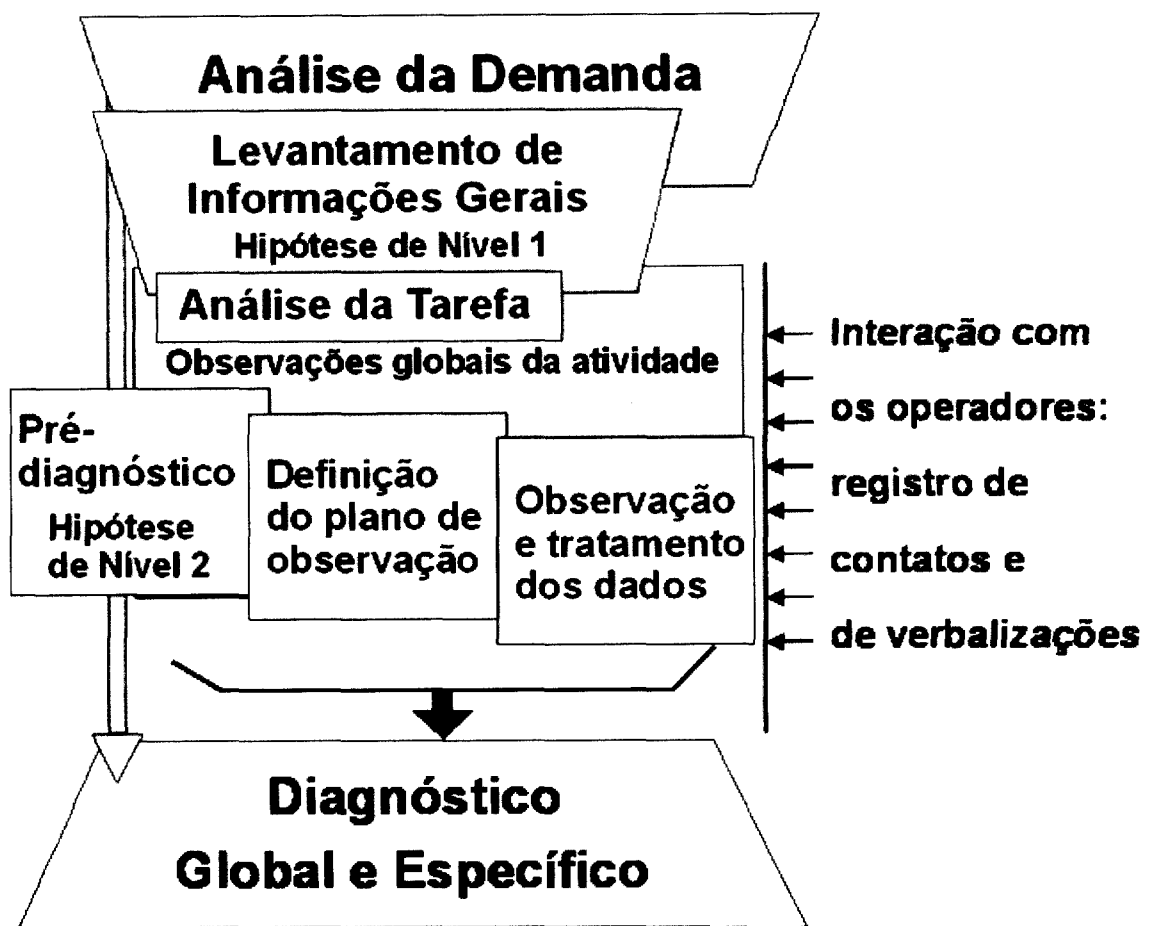 Análise da Demanda
Levantamento de
Informações Gerais
Hipótese de Nível 1
Análise da Tarefa
Observações globais da atividade
Pré-
diagnóstico
Hipótese
de Nível 2
Definição
do plano de
observação
Observação
e tratamento
dos dados
Interação com
os operadores:
registro de
contatos e
de verbalizações
Diagnóstico
Global e Específico